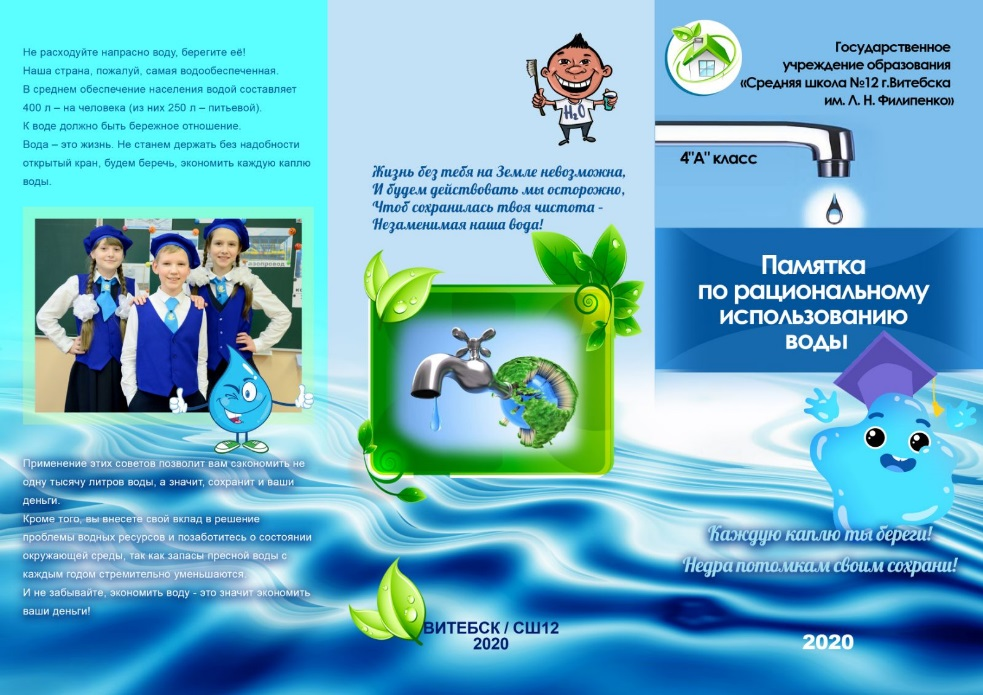 Не расходуйте напрасно воду, берегите её!
Наша страна, пожалуй, самая водообеспеченная.
В среднем обеспечение населения водой составляет
400 л – на человека (из них 250 л – питьевой).
К воде должно быть бережное отношение.
Вода – это жизнь. Не станем держать без надобности
открытый кран, будем беречь, экономить каждую каплю
воды.
Применение этих советов позволит вам сэкономить не
одну тысячу литров воды, а значит, сохранит и ваши
деньги.
Кроме того, вы внесете свой вклад в решение
проблемы водных ресурсов и позаботитесь о состоянии
окружающей среды, так как запасы пресной воды с
каждым годом стремительно уменьшаются.
И не забывайте, экономить воду - это значит экономить
ваши деньги!
H₂O
Жизнь без тебя на Земле невозможна,
И будем действовать мы осторожно,
Чтоб сохранилась твоя чистота –
Незаменимая наша вода!
ВИТЕБСК / СШ12
2020
Государственное
учреждение образования
«Средняя школа №12 г.Витебска
им. Л. Н. Филипенко»
4"А" класс
Памятка
по рациональному
использованию
воды
Каждую каплю ты береги!
Недра потомкам своим сохрани!
2020